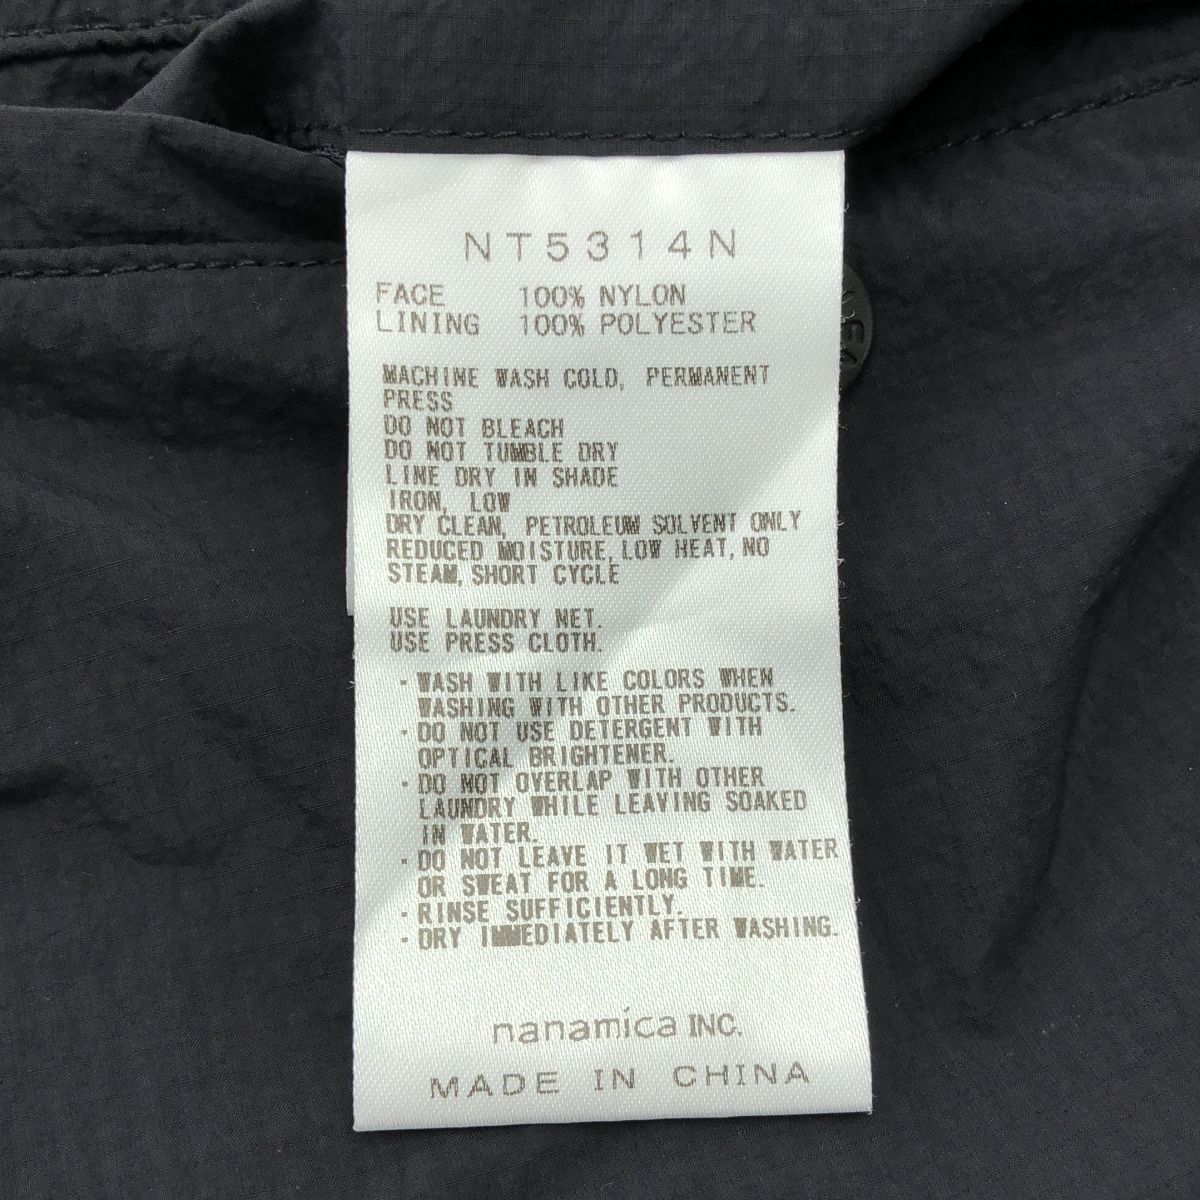 NT5314N
FACE 100% NYLON
LINING 100% POLYESTER
MACHINE WASH COLD, PERMANENT
PRESS
DO NOT BLEACH
DO NOT TUMBLE DRY
LINE DRY IN SHADE
IRON, LOW
DRY CLEAN, PETROLEUM SOLVENT ONLY
REDUCED MOISTURE, LOW HEAT, NO
STEAM, SHORT CYCLE
USE LAUNDRY NET.
USE PRESS CLOTH.
・WASH WITH LIKE COLORS WHEN
WASHING WITH OTHER PRODUCTS.
・DO NOT USE DETERGENT WITH
OPTICAL BRIGHTENER.
・DO NOT OVERLAP WITH OTHER
LAUNDRY WHILE LEAVING SOAKED
IN WATER.
・DO NOT LEAVE IT WET WITH WATER
OR SWEAT FOR A LONG TIME.
・RINSE SUFFICIENTLY.
・DRY IMMEDIATELY AFTER WASHING.
nanamica INC.
MADE IN CHINA